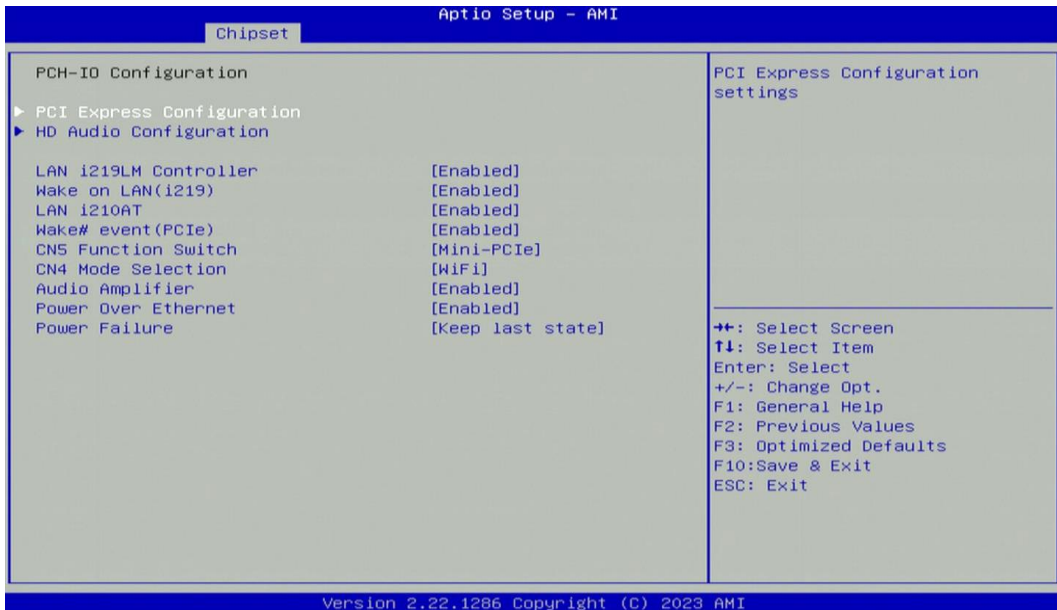 Aptio Setup – AMI
Chipset
PCH-IO Configuration
PCI Express Configuration
HD Audio Configuration
LAN i219LM Controller [Enabled]
Wake on LAN(i219) [Enabled]
LAN i210AT [Enabled]
Wake# event(PCIe) [Enabled]
CN5 Function Switch [Mini-PCIe]
CN4 Mode Selection [WiFi]
Audio Amplifier [Enabled]
Power Over Ethernet [Enabled]
Power Failure [Keep last state]
PCI Express Configuration
settings
→←: Select Screen
↑↓: Select Item
Enter: Select
+/-: Change Opt.
F1: General Help
F2: Previous Values
F3: Optimized Defaults
F10:Save & Exit
ESC: Exit
Version 2.22.1286 Copyright (C) 2023 AMI